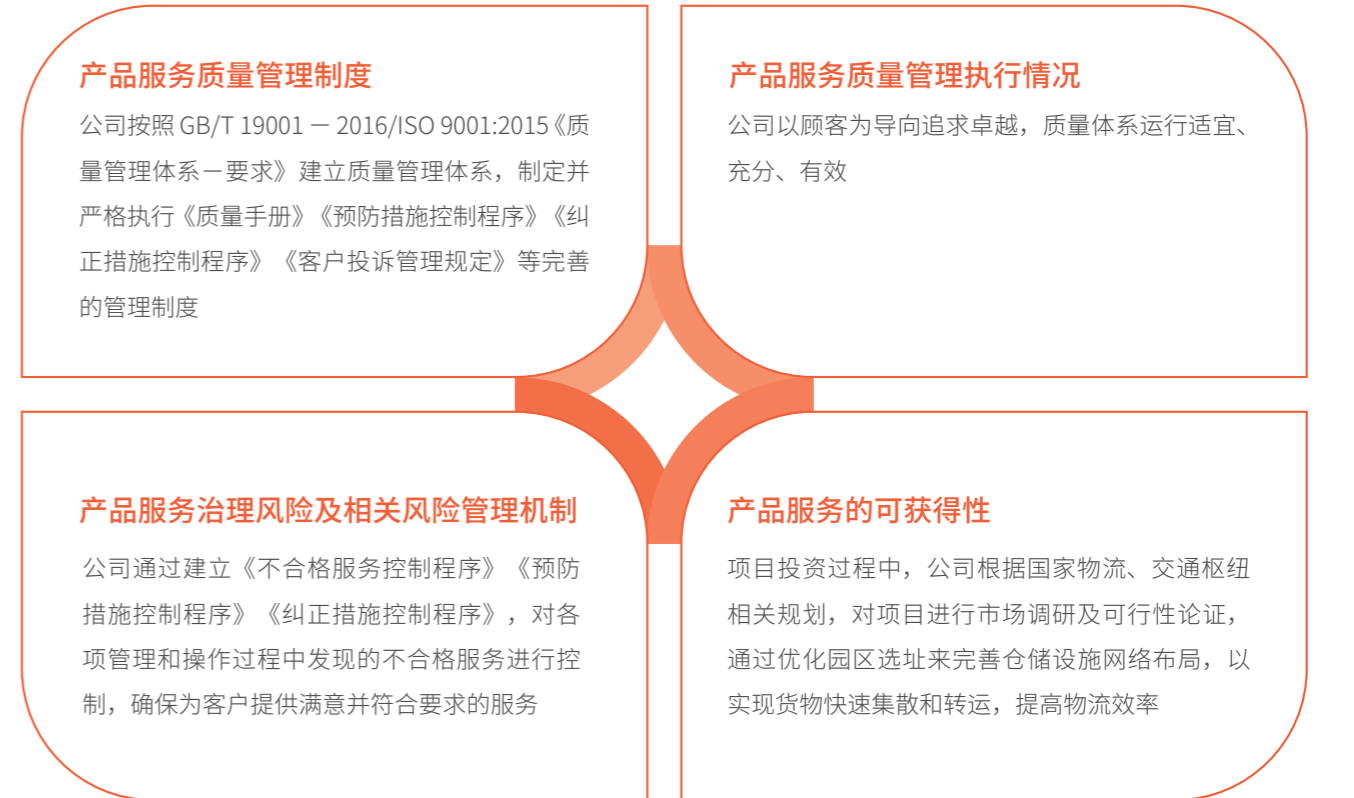 产品服务质量管理制度
公司按照 GB/T 19001 － 2016/ISO 9001:2015《质
量管理体系－要求》建立质量管理体系，制定并
严格执行《质量手册》《预防措施控制程序》《纠
正措施控制程序》《客户投诉管理规定》等完善
的管理制度
产品服务质量管理执行情况
公司以顾客为导向追求卓越，质量体系运行适宜、
充分、有效
产品服务治理风险及相关风险管理机制
公司通过建立《不合格服务控制程序》《预防
措施控制程序》《纠正措施控制程序》，对各
项管理和操作过程中发现的不合格服务进行控
制，确保为客户提供满意并符合要求的服务
产品服务的可获得性
项目投资过程中，公司根据国家物流、交通枢纽
相关规划，对项目进行市场调研及可行性论证，
通过优化园区选址来完善仓储设施网络布局，以
实现货物快速集散和转运，提高物流效率